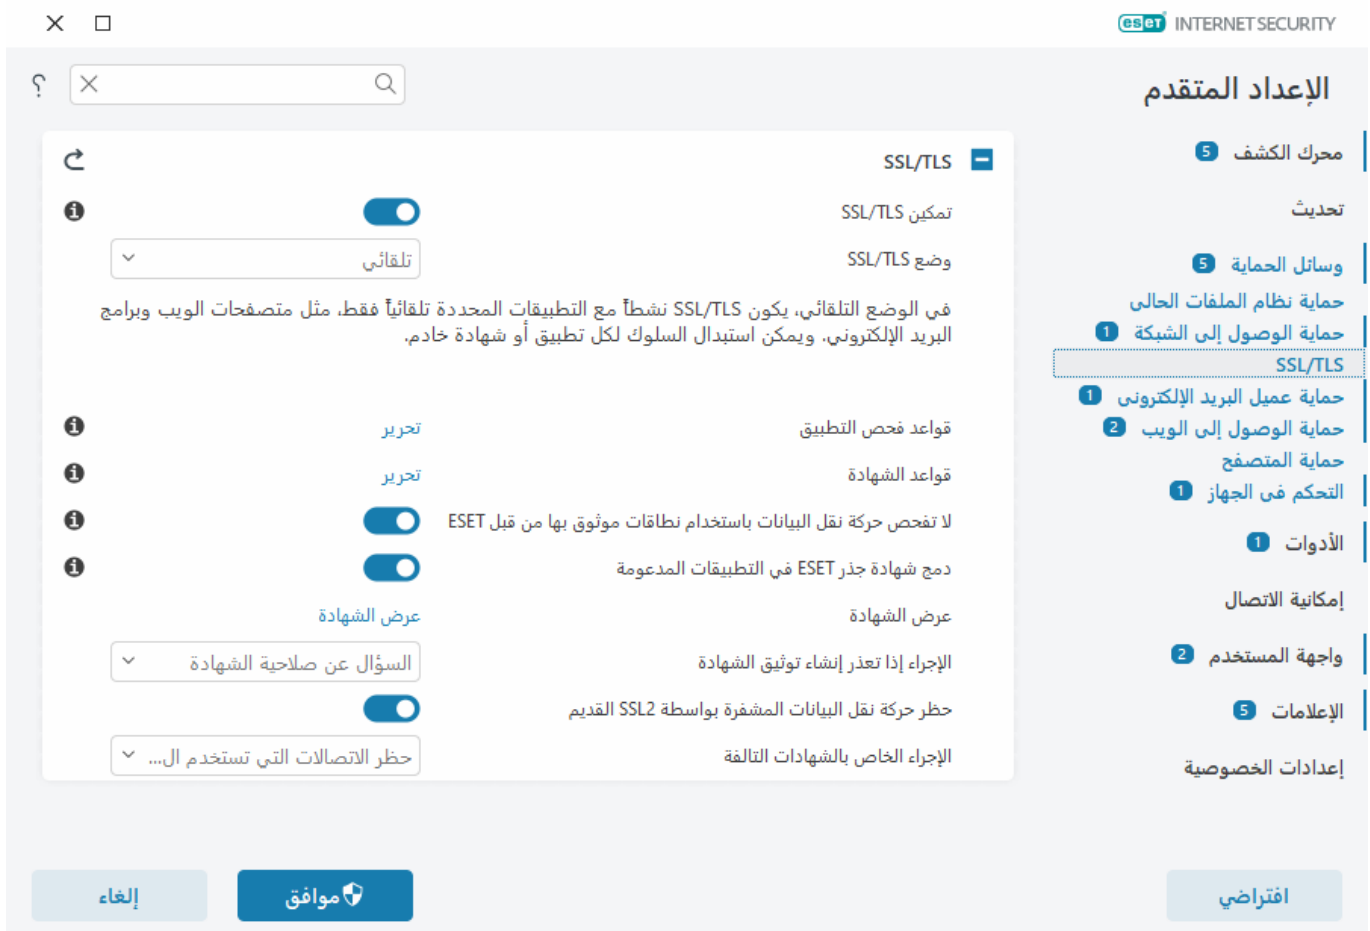 eset INTERNET SECURITY
الإعداد المتقدم
؟
محرك الكشف 5
تحديث
وسائل الحماية 5
حماية نظام الملفات الحالي
حماية الوصول إلى الشبكة 1
SSL/TLS
حماية عميل البريد الإلكتروني 1
حماية الوصول إلى الويب 2
حماية المتصفح
التحكم في الجهاز 1
الأدوات 1
إمكانية الاتصال
واجهة المستخدم 2
الإعلامات 5
إعدادات الخصوصية
SSL/TLS
تمكين SSL/TLS
وضع SSL/TLS تلقائي
في الوضع التلقائي، يكون SSL/TLS نشطاً مع التطبيقات المحددة تلقائياً فقط، مثل متصفحات الويب وبرامج
البريد الإلكتروني. ويمكن استبدال السلوك لكل تطبيق أو شهادة خادم.
قواعد فحص التطبيق تحرير
قواعد الشهادة تحرير
لا تفحص حركة نقل البيانات باستخدام نطاقات موثوق بها من قبل ESET
دمج شهادة جذر ESET في التطبيقات المدعومة
عرض الشهادة عرض الشهادة
الإجراء إذا تعذر إنشاء توثيق الشهادة السؤال عن صلاحية الشهادة
حظر حركة نقل البيانات المشفرة بواسطة SSL2 القديم
الإجراء الخاص بالشهادات التالفة حظر الاتصالات التي تستخدم ال...
افتراضي
موافق
إلغاء